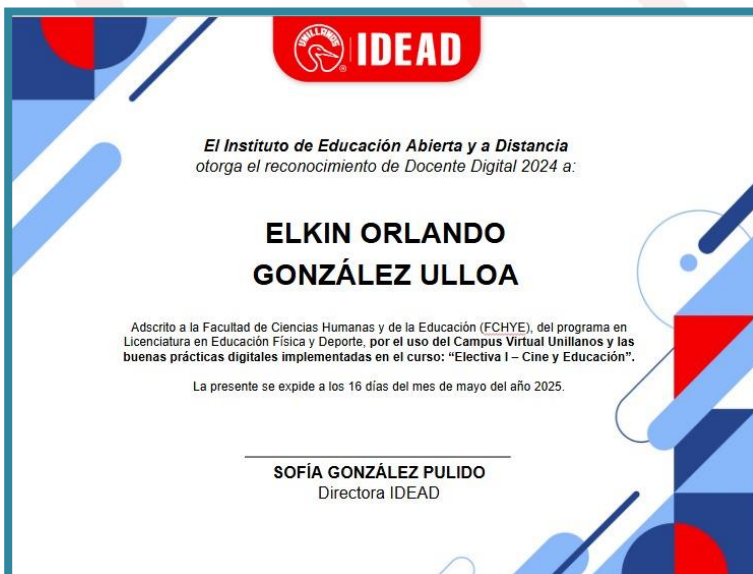 UNILLANOS
IDEAD
El Instituto de Educación Abierta y a Distancia
otorga el reconocimiento de Docente Digital 2024 a:
ELKIN ORLANDO
GONZÁLEZ ULLOA
Adscrito a la Facultad de Ciencias Humanas y de la Educación (FCHYE), del programa en
Licenciatura en Educación Física y Deporte, por el uso del Campus Virtual Unillanos y las
buenas prácticas digitales implementadas en el curso: “Electiva I – Cine y Educación”.
La presente se expide a los 16 días del mes de mayo del año 2025.
SOFÍA GONZÁLEZ PULIDO
Directora IDEAD